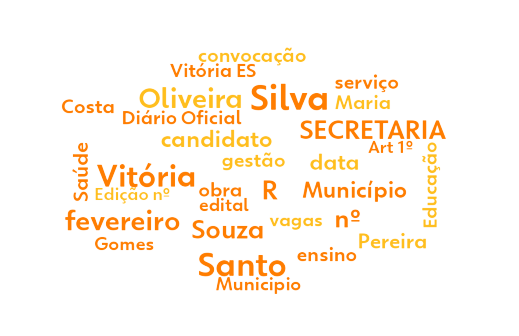 convocação
Vitória ES
serviço
Oliveira
Silva
Maria
Costa
Diário Oficial
SECRETARIA
candidato
Art 1º
gestão
data
Saúde
Vitória
Educação
Edição nº
obra
R
Município
edital
fevereiro
vagas
nº
Souza
Gomes
Pereira
ensino
Santo
Municipio